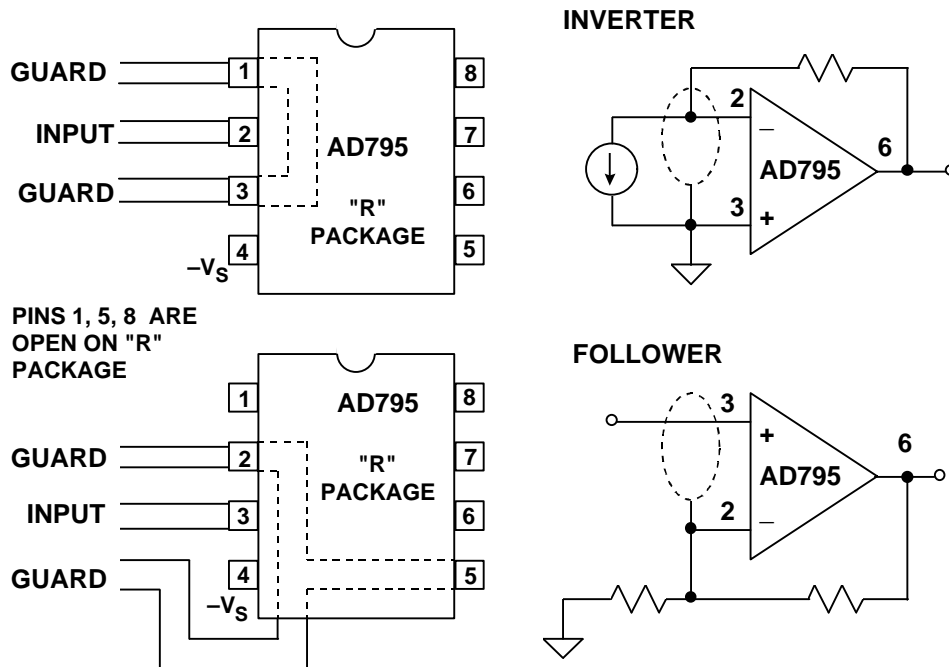 INVERTER
GUARD
1
8
INPUT
2
7
AD795
GUARD
3
6
"R"
PACKAGE
4
5
–VS
2
–
6
AD795
3
+
PINS 1, 5, 8 ARE
OPEN ON "R"
PACKAGE
FOLLOWER
1
AD795
8
GUARD
2
7
"R"
PACKAGE
INPUT
3
6
GUARD
4
5
–VS
3
+
6
AD795
2
–